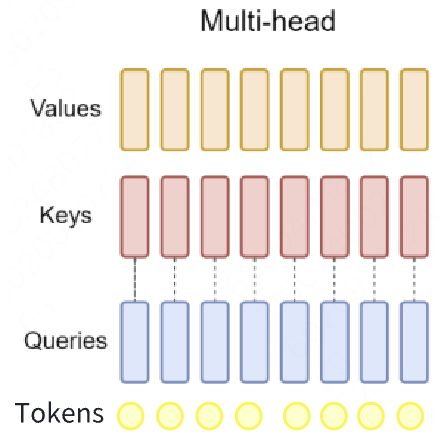 Multi-head
Values
Keys
Queries
Tokens